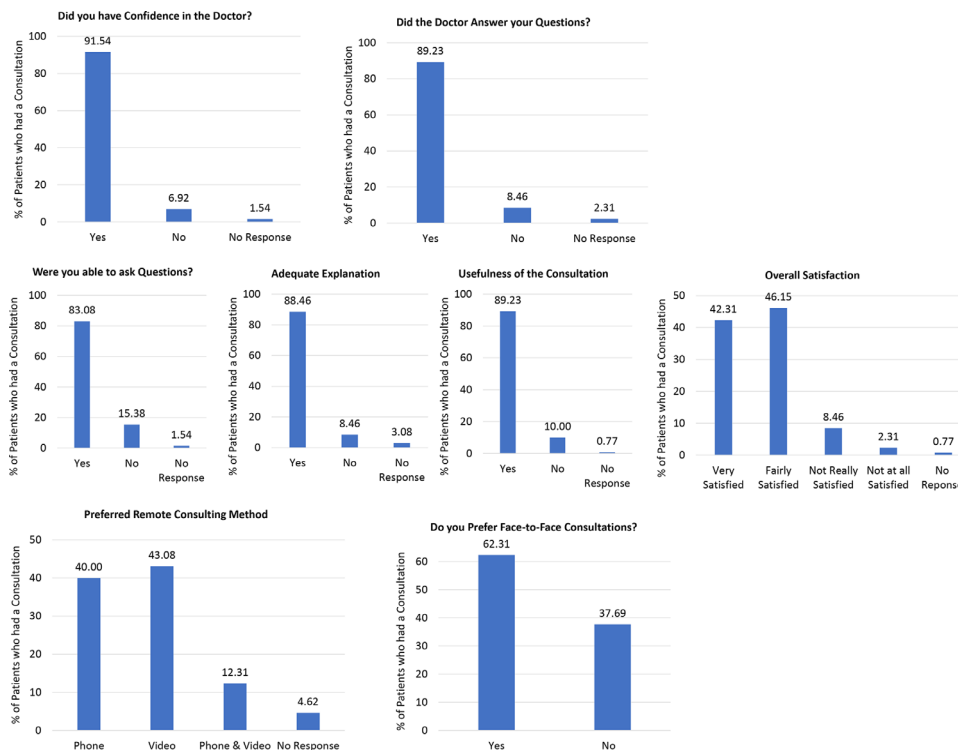 Did you have Confidence in the Doctor?
% of Patients who had a Consultation
100
80
60
40
20
0
91.54
6.92
1.54
Yes No No Response
Did the Doctor Answer your Questions?
% of Patients who had a Consultation
100
80
60
40
20
0
89.23
8.46
2.31
Yes No No Response
Were you able to ask Questions?
% of Patients who had a Consultation
100
80
60
40
20
0
83.08
15.38
1.54
Yes No No
Response
Adequate Explanation
% of Patients who had a Consultation
100
80
60
40
20
0
88.46
8.46
3.08
Yes No No
Response
Usefulness of the Consultation
% of Patients who had a Consultation
100
80
60
40
20
0
89.23
10.00
0.77
Yes No No
Response
Overall Satisfaction
% of Patients who had a Consultation
50
40
30
20
10
0
42.31
46.15
8.46
2.31
0.77
Very Fairly Not Really Not at all No
Satisfied Satisfied Satisfied Satisfied Reponse
Preferred Remote Consulting Method
% of Patients who had a Consultation
50
40
30
20
10
0
40.00
43.08
12.31
4.62
Phone Video Phone & Video No Response
Do you Prefer Face-to-Face Consultations?
% of Patients who had a Consultation
60
50
40
30
60
10
0
62.31
37.69
Yes No